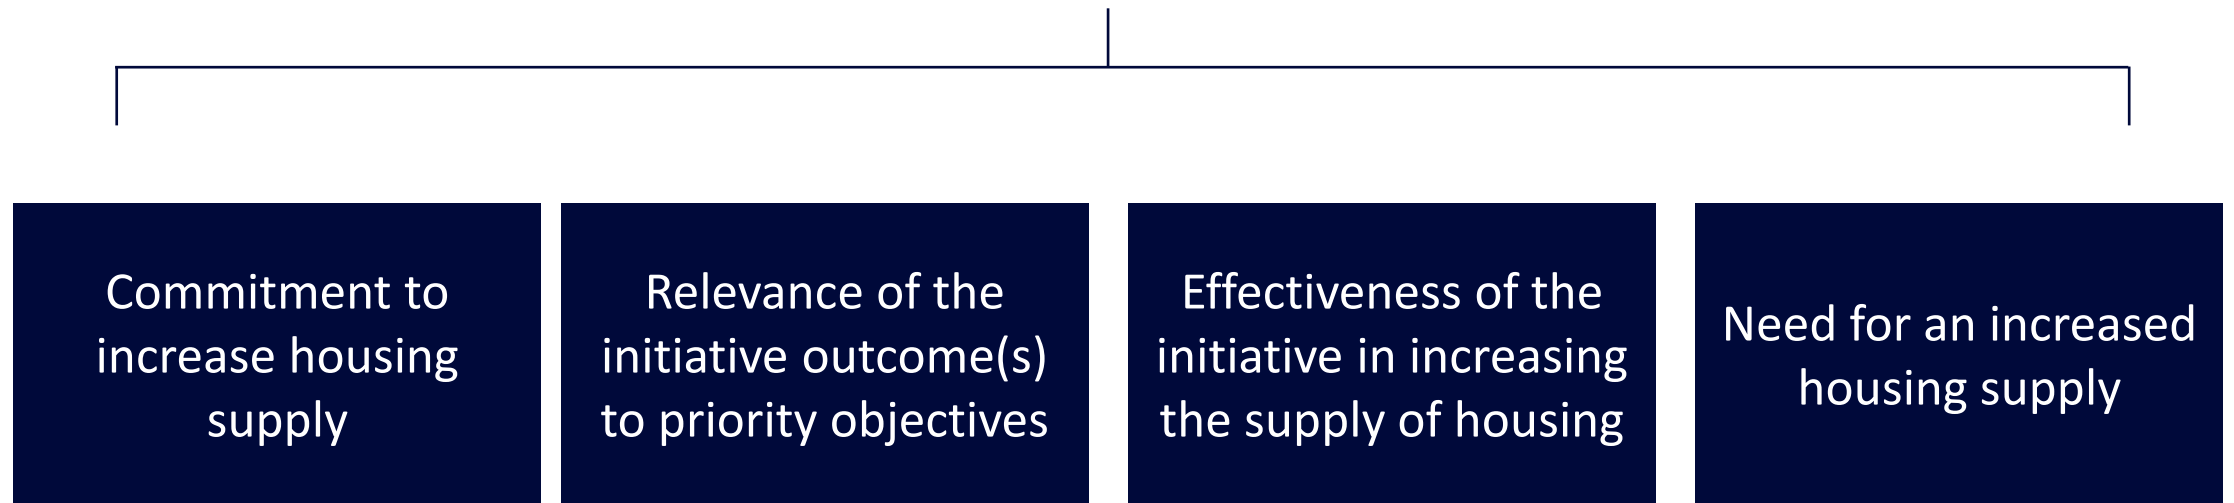 Commitment to
increase housing
supply
Relevance of the
initiative outcome(s)
to priority objectives
Effectiveness of the
initiative in increasing
the supply of housing
Need for an increased
housing supply